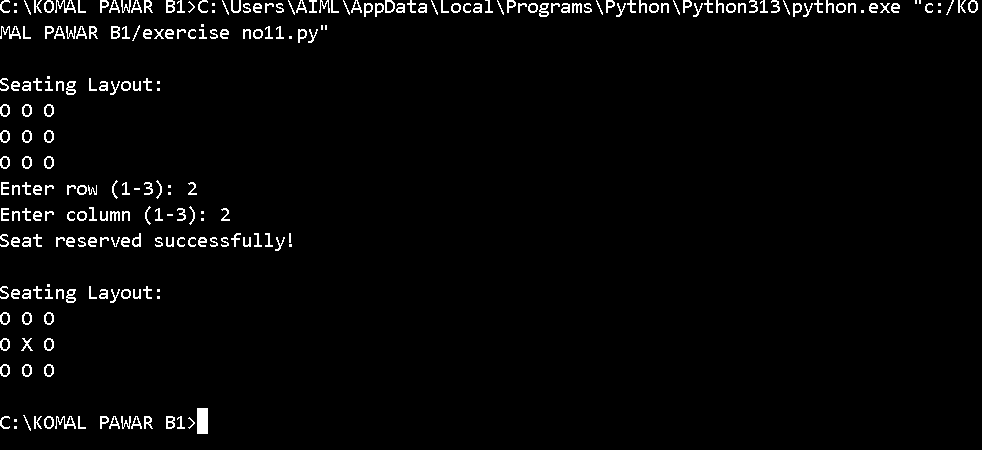 C:\KOMAL PAWAR B1>C:\Users\AIML\AppData\Local\Programs\Python\Python313\python.exe "c:/KO
MAL PAWAR B1/exercise no11.py"
Seating Layout:
O O O
O O O
O O O
Enter row (1-3): 2
Enter column (1-3): 2
Seat reserved successfully!
Seating Layout:
O O O
O X O
O O O
C:\KOMAL PAWAR B1>